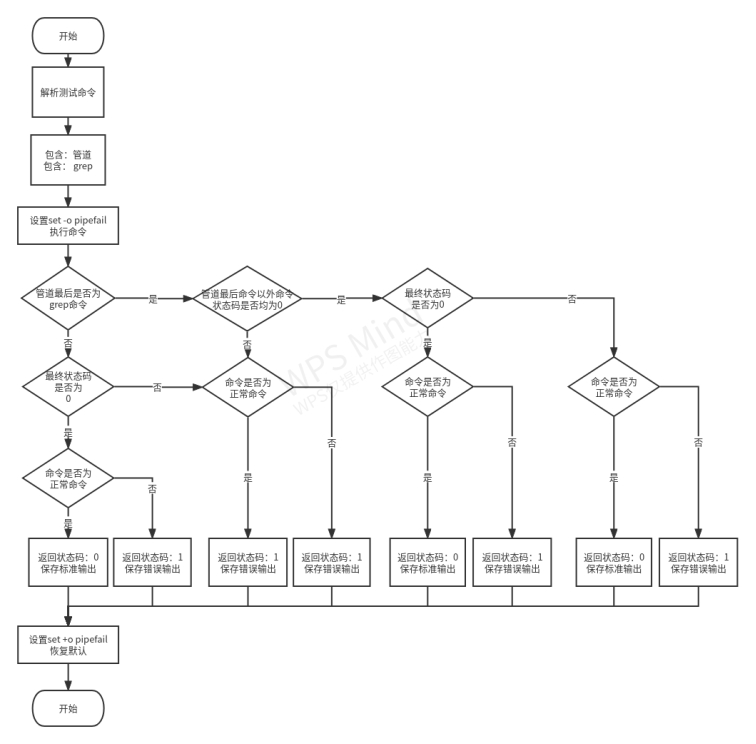 开始
解析测试命令
包含：管道
包含： grep
设置set -o pipefail
执行命令
管道最后是否为
grep命令
是
管道最后命令以外命令
状态码是否均为0
是
最终状态码
是否为0
否
否
否
是
最终状态码
是否为
0
否
命令是否为
正常命令
命令是否为
正常命令
命令是否为
正常命令
否
否
否
是
命令是否为
正常命令
否
是
是
是
是
返回状态码：0
保存标准输出
返回状态码：1
保存错误输出
返回状态码：1
保存错误输出
返回状态码：1
保存错误输出
返回状态码：0
保存标准输出
返回状态码：1
保存错误输出
返回状态码：0
保存标准输出
返回状态码：1
保存错误输出
设置set +o pipefail
恢复默认
开始
WPS Mind